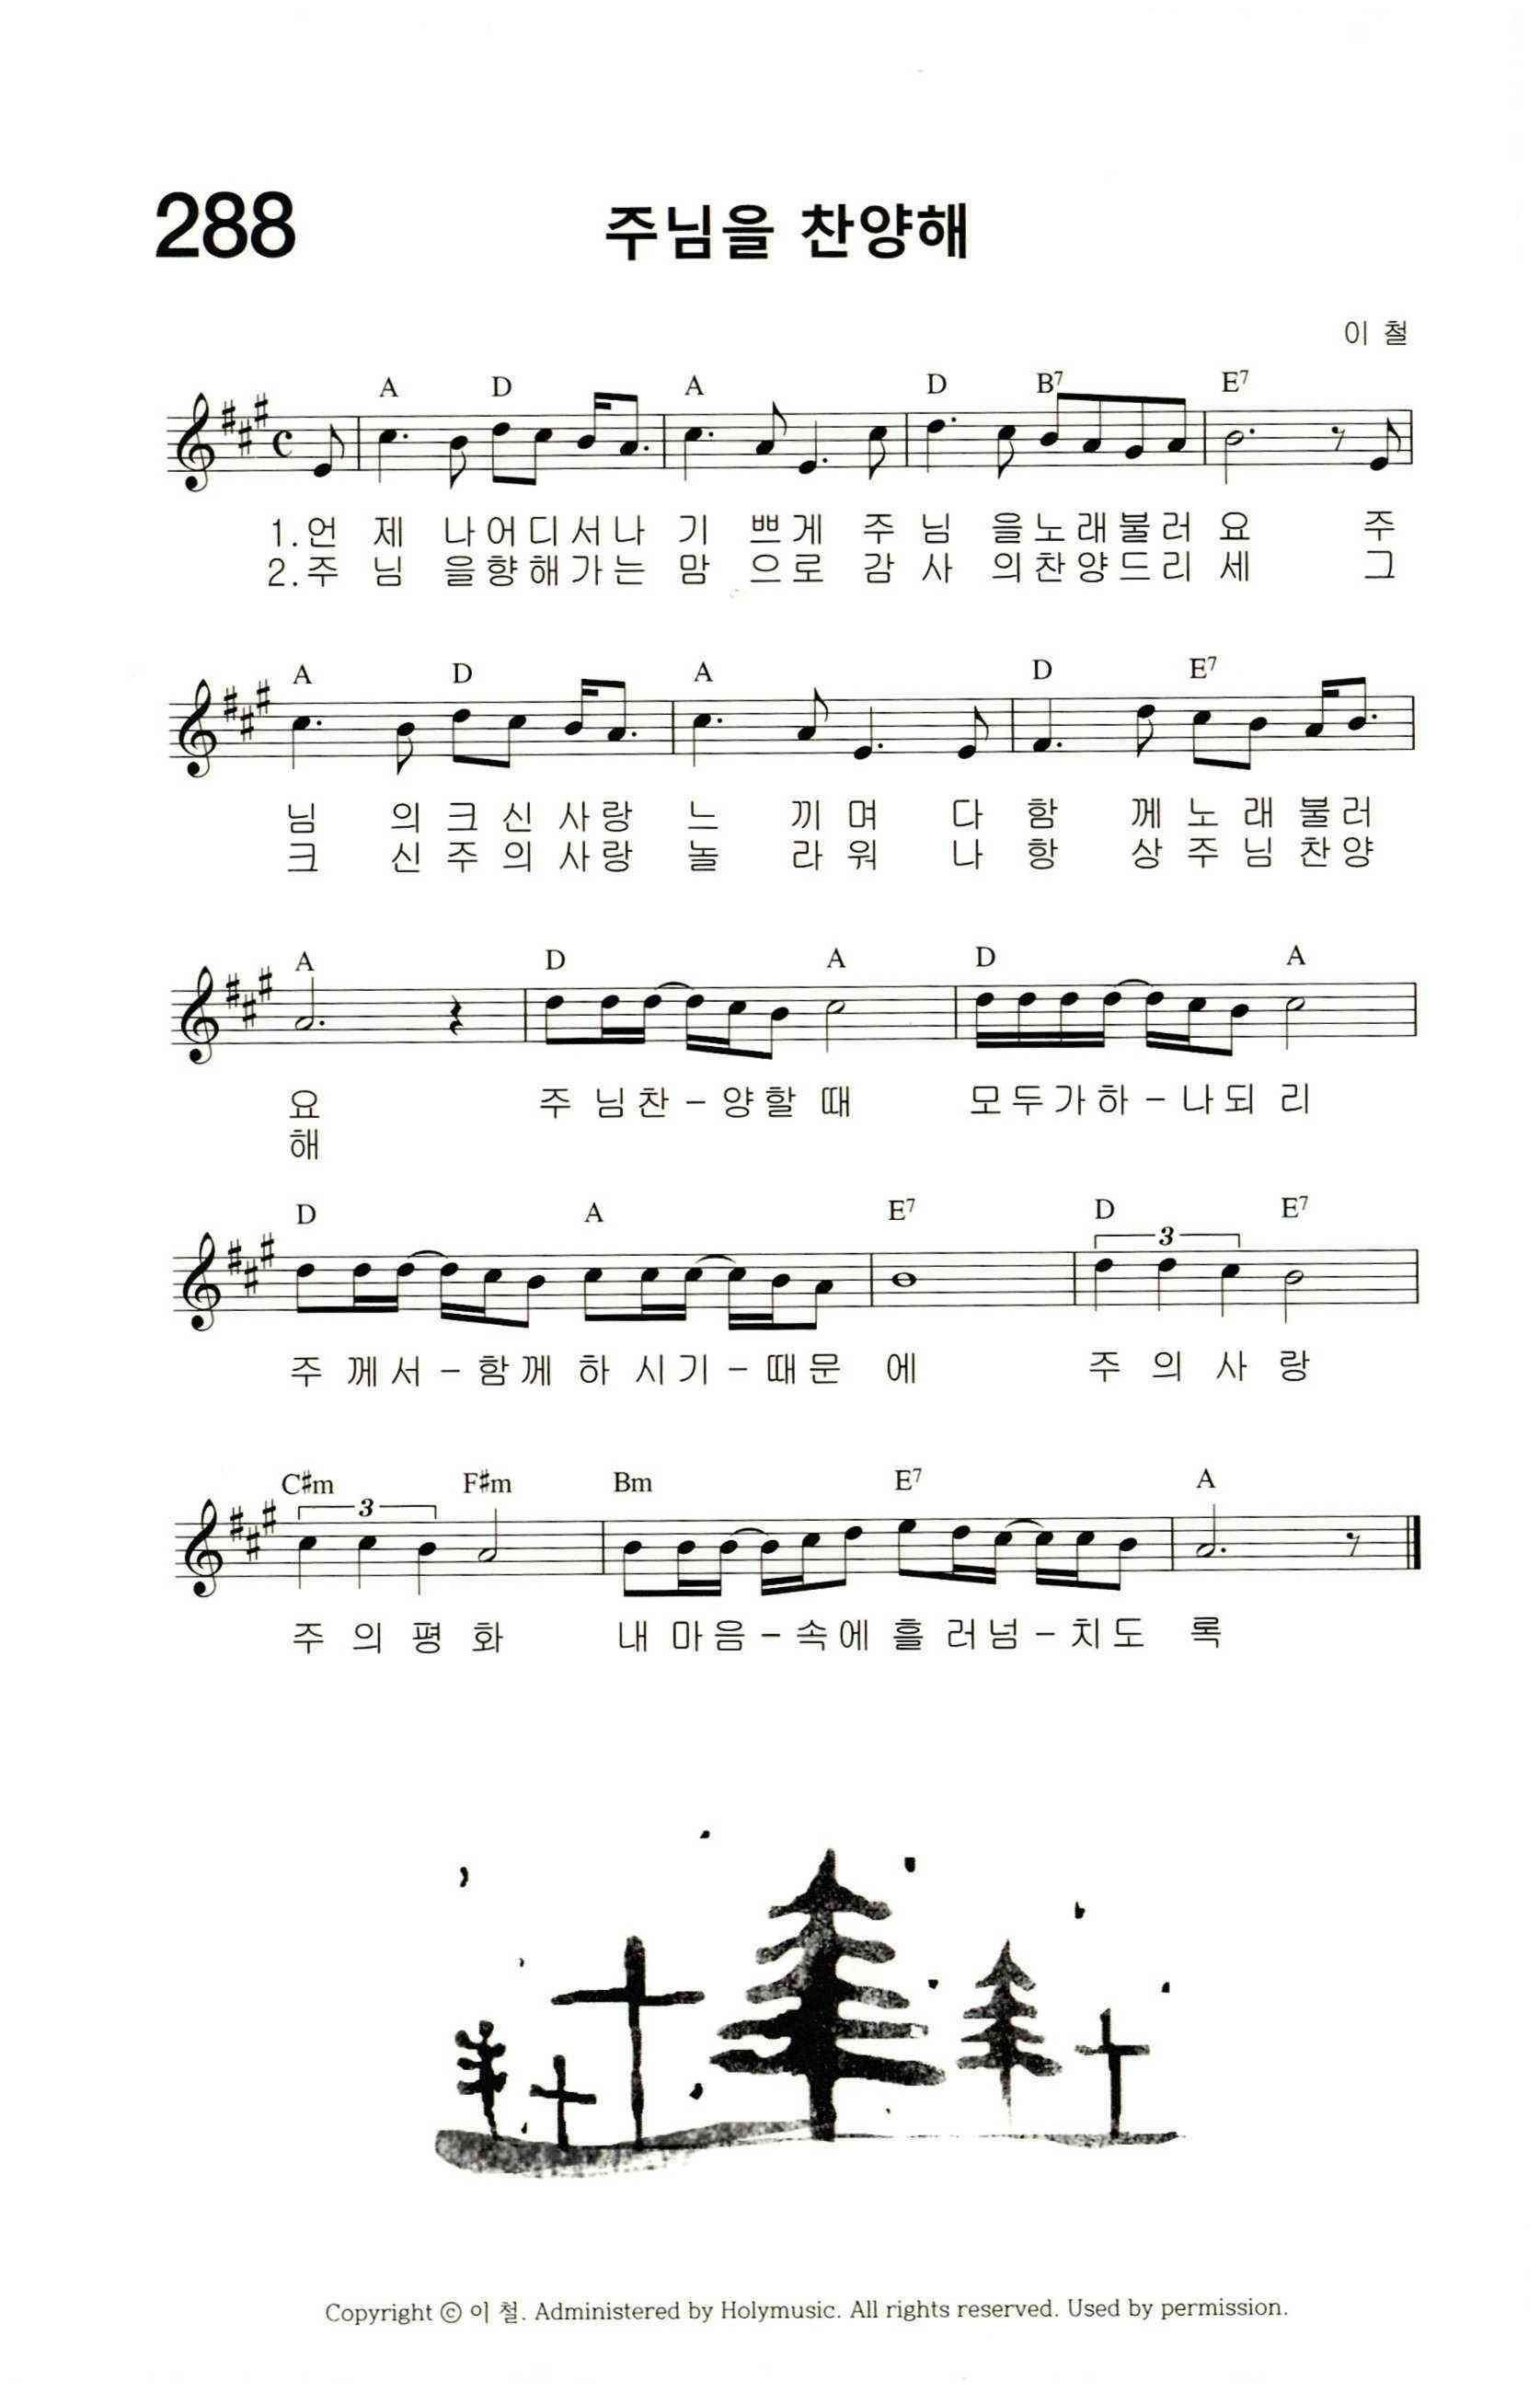 288
주님을 찬양해
이 철
A D A D B7 E7
1.언 제 나어디서나 기 쁘게 주 님 을노래불러 요 주
2.주 님 을향해가는 맘 으로 감 사 의찬양드리 세 그
A D A D E7
님 의크신사랑 느 끼며 다 함 께노래불러
크 신주의사랑 놀 라워 나 항 상주님찬양
A D A D A
요 주 님찬-양할 때 모두가하-나되 리
해
D A E7 D E7
3
주 께서-함께 하 시기-때문 에 주 의 사 랑
C#m F#m Bm E7 A
3
주 의 평 화 내 마음-속에 흘 러넘-치도 록
Copyright ⓒ 이 철. Administered by Holymusic. All rights reserved. Used by permission.